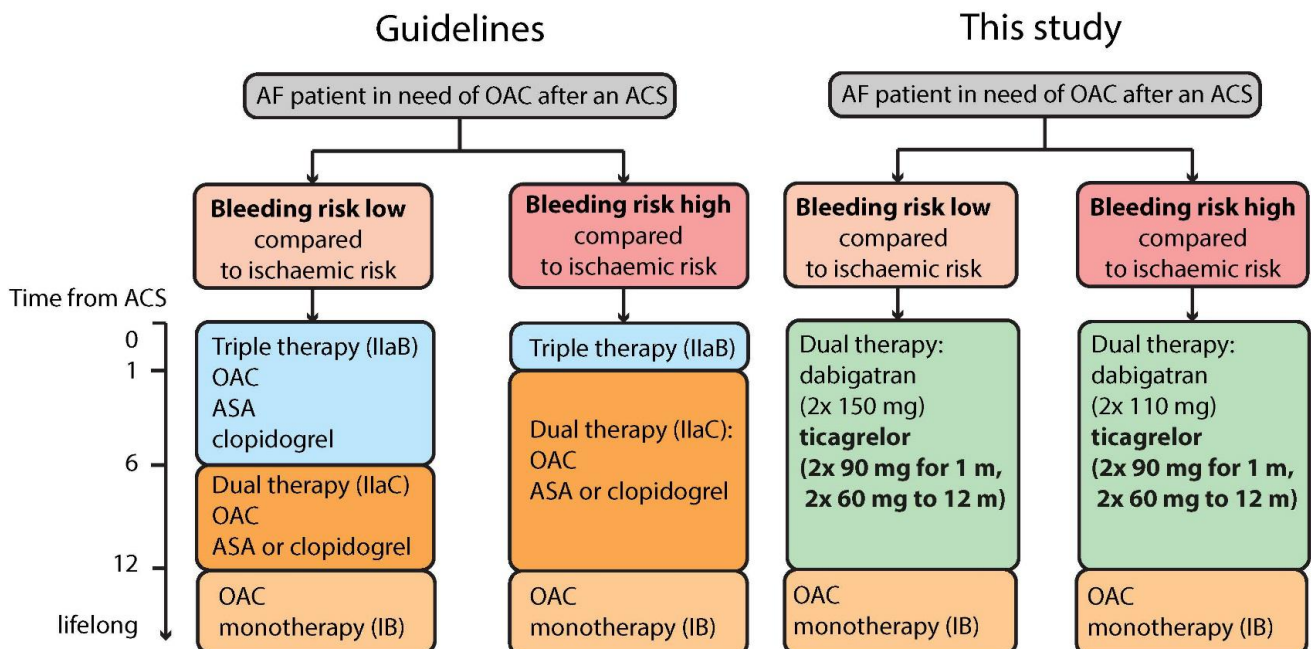 Guidelines
AF patient in need of OAC after an ACS
Bleeding risk low
compared
to ischaemic risk
Bleeding risk high
compared
to ischaemic risk
Time from ACS
0
1
6
12
lifelong
Triple therapy (IIaB)
OAC
ASA
clopidogrel
Dual therapy (IIaC)
OAC
ASA or clopidogrel
OAC
monotherapy (IB)
Triple therapy (IIaB)
Dual therapy (IIaC):
OAC
ASA or clopidogrel
OAC
monotherapy (IB)
This study
AF patient in need of OAC after an ACS
Bleeding risk low
compared
to ischaemic risk
Bleeding risk high
compared
to ischaemic risk
Dual therapy:
dabigatran
(2x 150 mg)
ticagrelor
(2x 90 mg for 1 m,
2x 60 mg to 12 m)
OAC
monotherapy (IB)
Dual therapy:
dabigatran
(2x 110 mg)
ticagrelor
(2x 90 mg for 1 m,
2x 60 mg to 12 m)
OAC
monotherapy (IB)